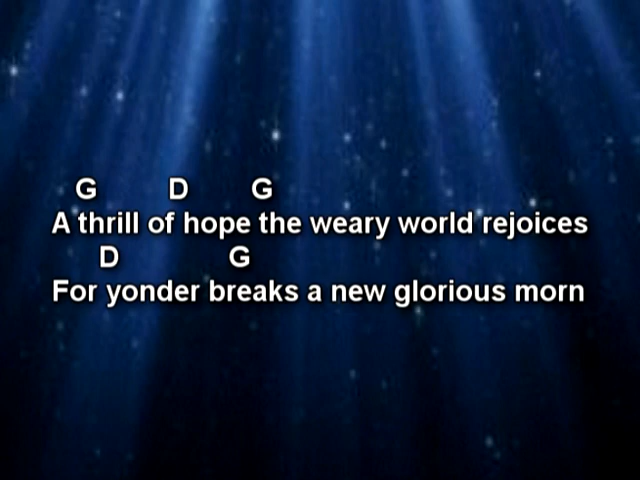 G D G
A thrill of hope the weary world rejoices
D G
For yonder breaks a new glorious morn